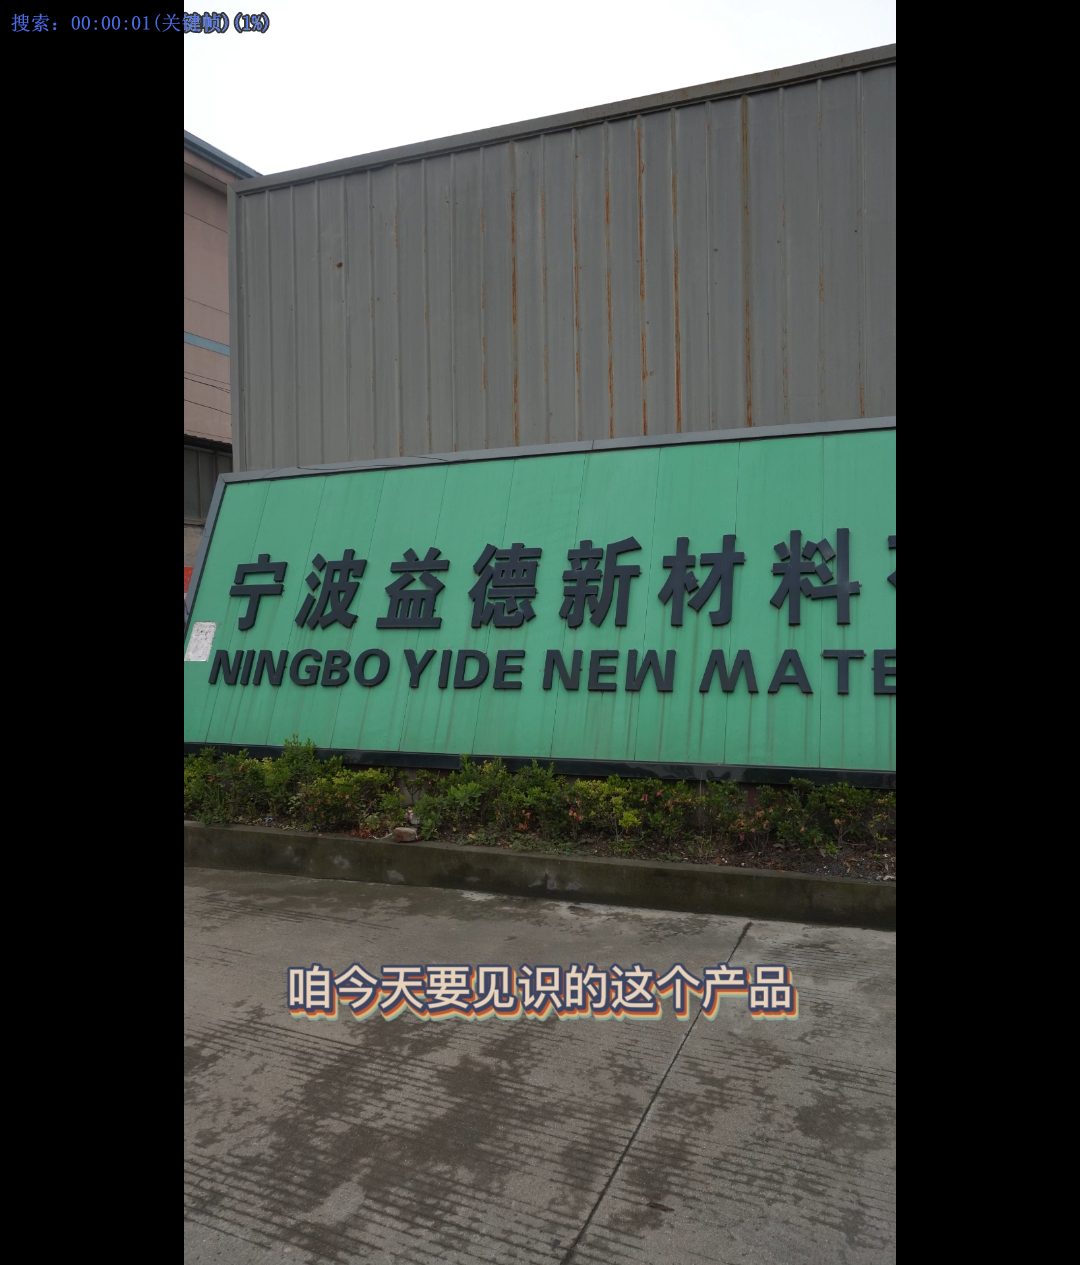 搜索: 00:00:01(关键帧)(1%)
宁波益德新材料
NINGBO YIDE NEW MATE
咱今天要见识的这个产品